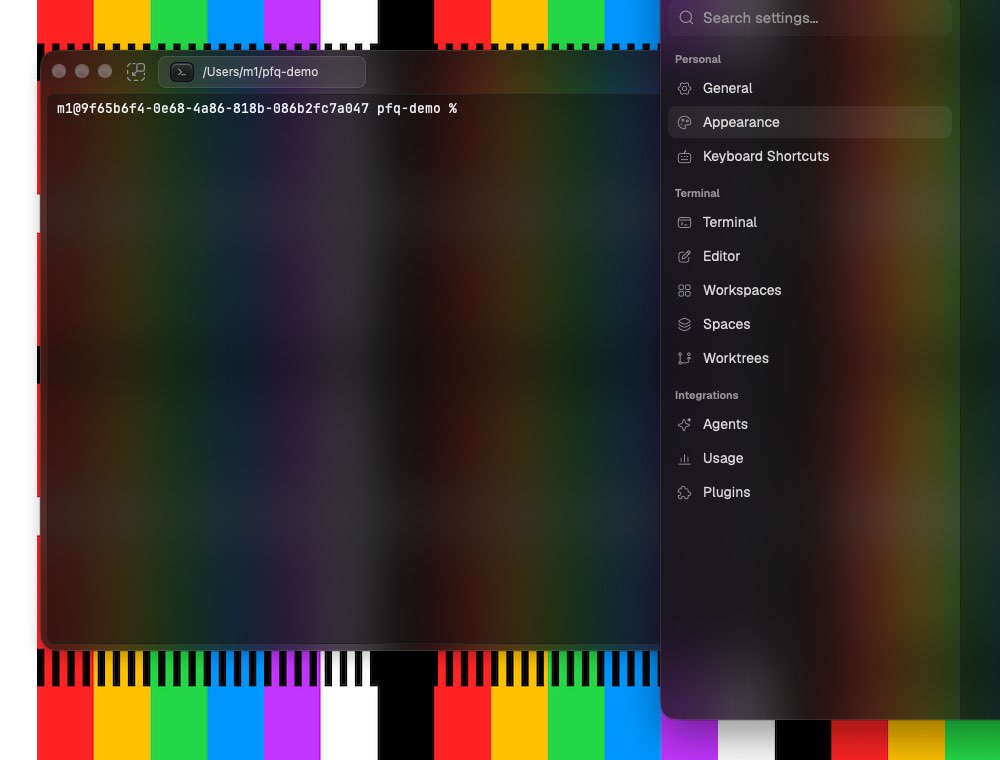 /Users/m1/pfq-demo
m1@9f65b6f4-0e68-4a86-818b-086b2fc7a047 pfq-demo %
Search settings…
Personal
General
Appearance
Keyboard Shortcuts
Terminal
Terminal
Editor
Workspaces
Spaces
Worktrees
Integrations
Agents
Usage
Plugins